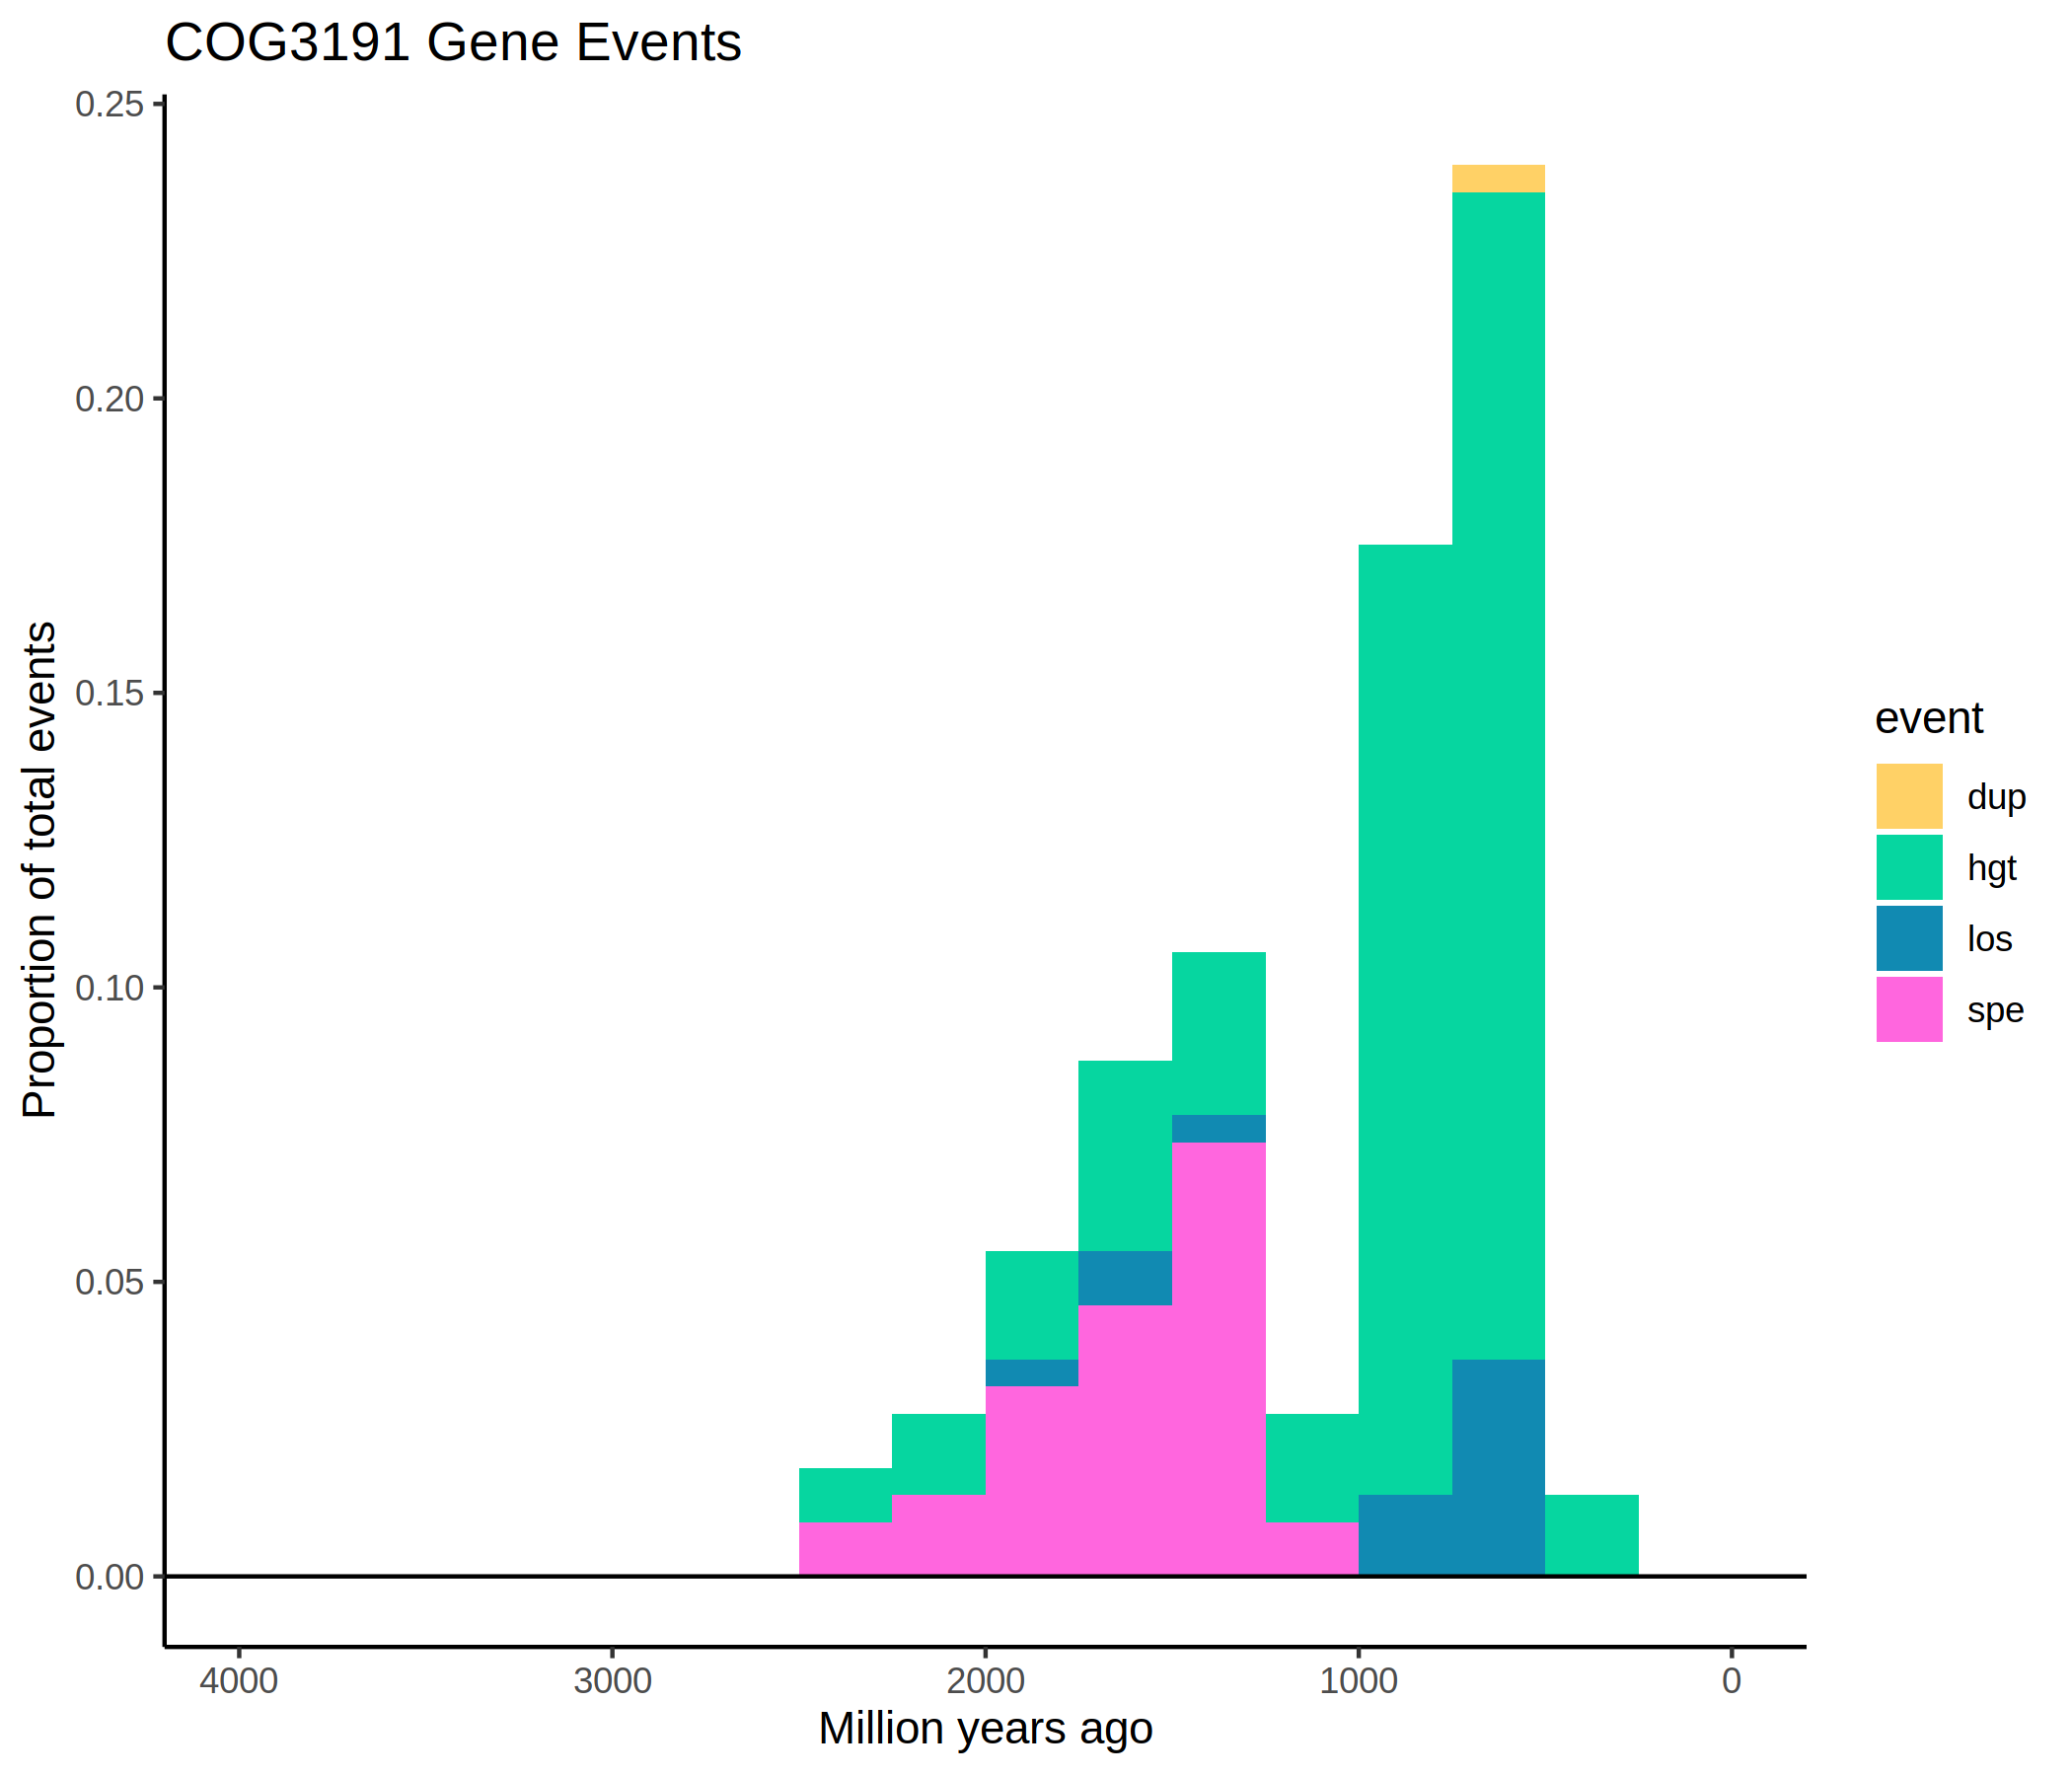 COG3191 Gene Events
0.25
0.20
0.15
0.10
0.05
0.00
Proportion of total events
4000 3000 2000 1000 0
Million years ago
event
dup
hgt
los
spe